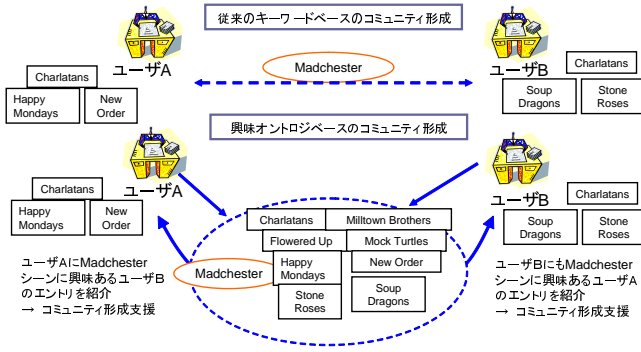 従来のキーワードベースのコミュニティ形成
ユーザA
Charlatans
Happy
Mondays
New
Order
Madchester
ユーザB
Charlatans
Soup
Dragons
Stone
Roses
興味オントロジベースのコミュニティ形成
ユーザA
Charlatans
Happy
Mondays
New
Order
ユーザB
Charlatans
Soup
Dragons
Stone
Roses
Charlatans
Milltown Brothers
Flowered Up
Mock Turtles
Madchester
Happy
Mondays
New Order
Stone
Roses
Soup
Dragons
ユーザAにMadchester
シーンに興味あるユーザB
のエントリを紹介
→ コミュニティ形成支援
ユーザBにもMadchester
シーンに興味あるユーザA
のエントリを紹介
→ コミュニティ形成支援